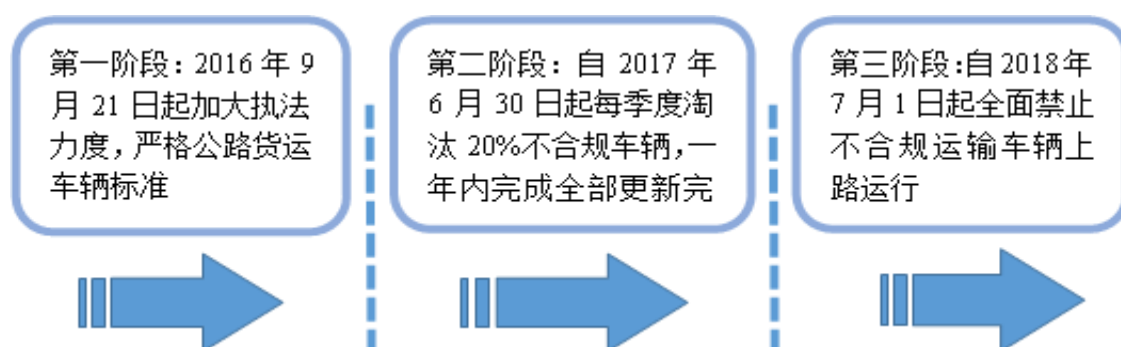 第一阶段：2016 年 9
月 21 日起加大执法
力度，严格公路货运
车辆标准
第二阶段：自 2017 年
6 月 30 日起每季度淘
汰 20%不合规车辆，一
年内完成全部更新完
第三阶段：自 2018年
7 月 1 日起全面禁止
不合规运输车辆上
路运行